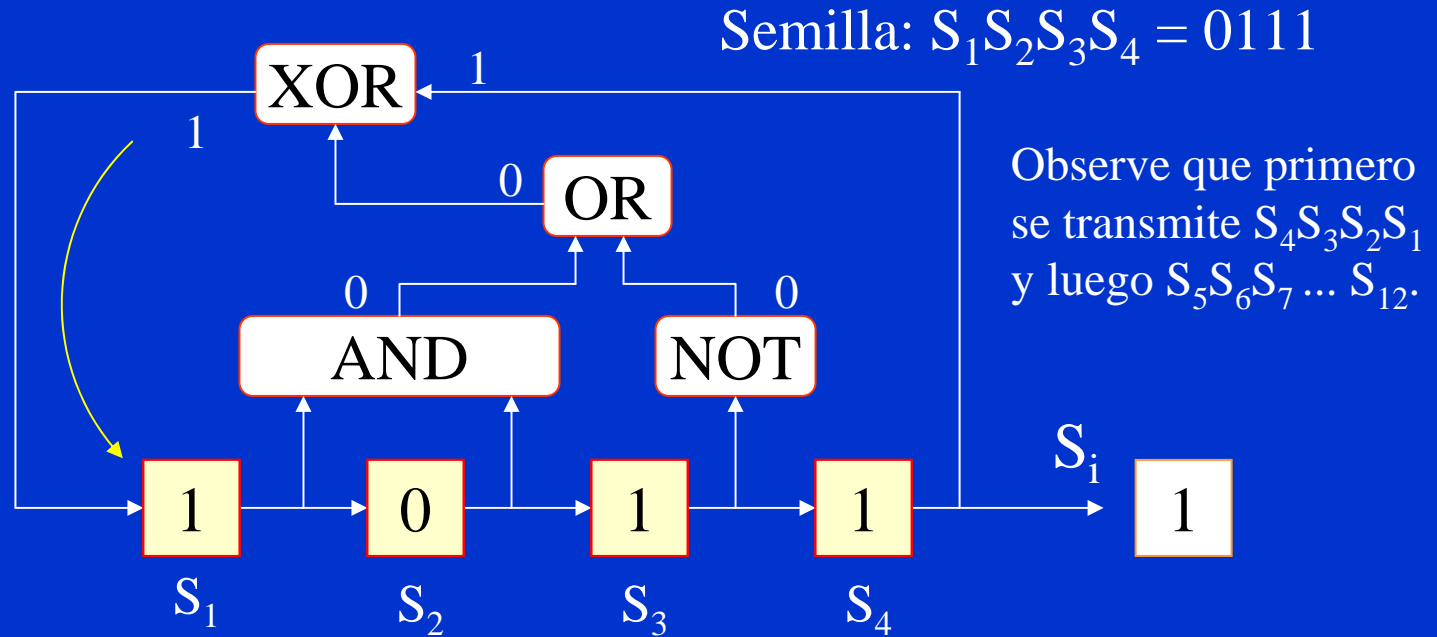 Semilla: S₁S₂S₃S₄ = 0111
XOR
1
1
Observe que primero
se transmite S₄S₃S₂S₁
y luego S₅S₆S₇ ... S₁₂.
0
OR
0
0
AND
NOT
Sᵢ
1
0
1
1
1
S₁
S₂
S₃
S₄